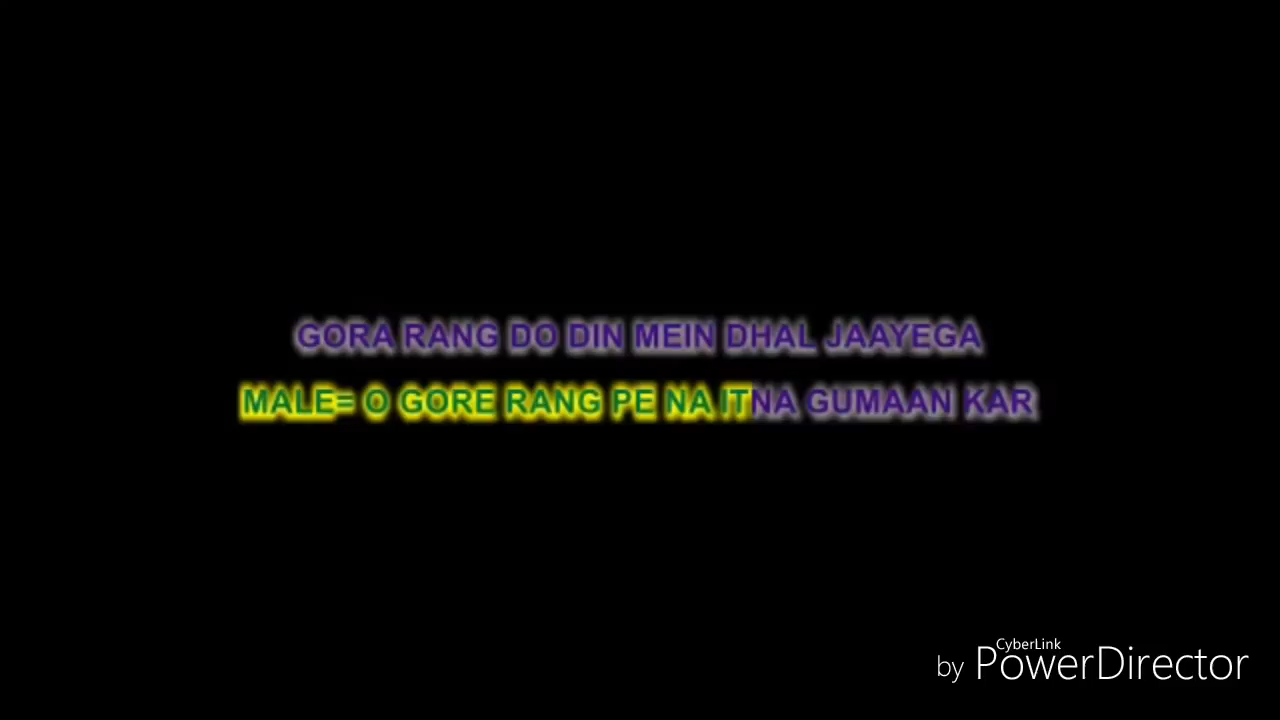 GORA RANG DO DIN MEIN DHAL JAAYEGA
MALE= O GORE RANG PE NA ITNA GUMAAN KAR
CyberLink
by PowerDirector